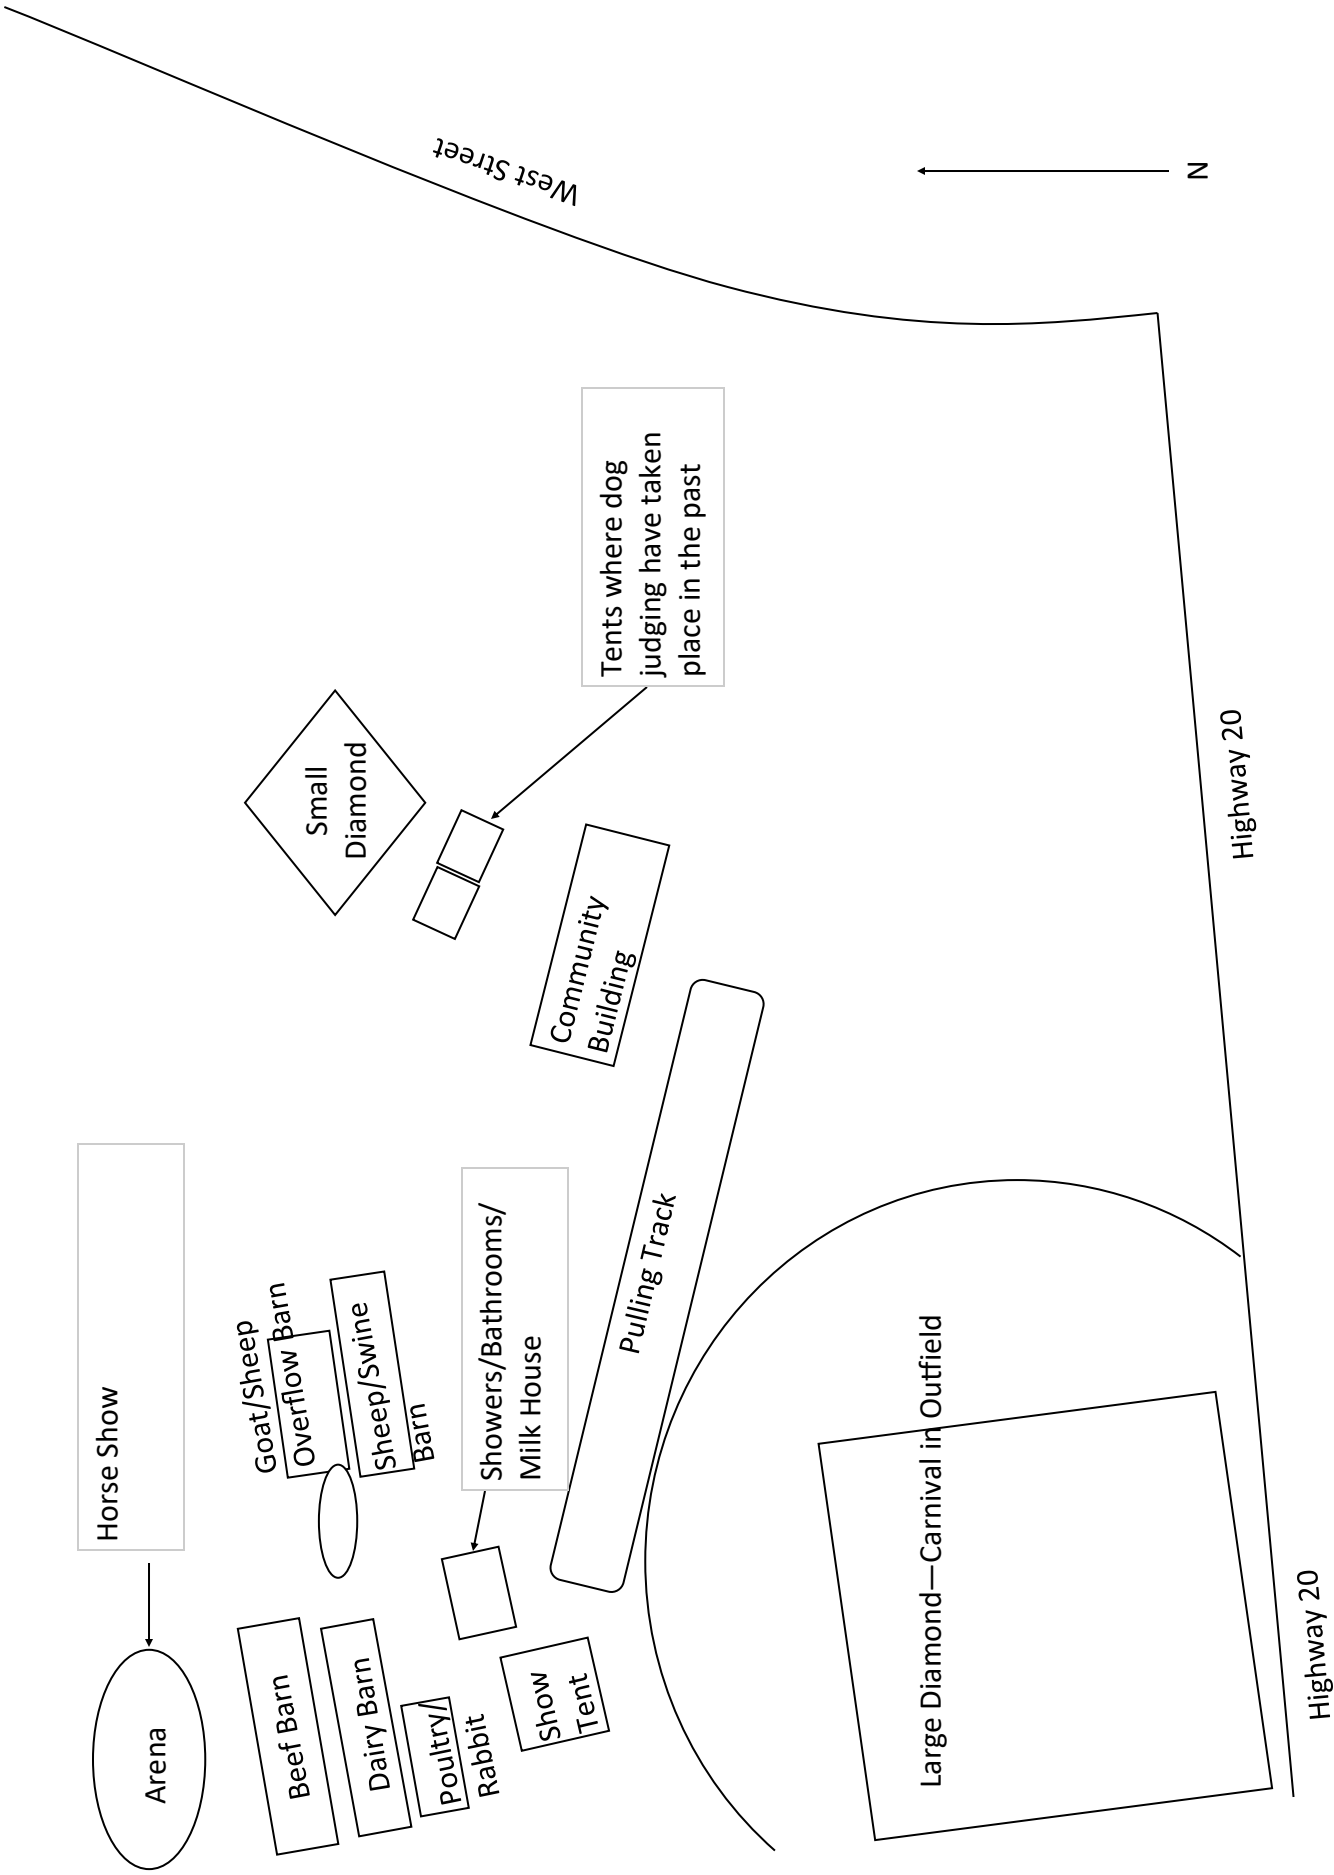 Horse Show
Arena
Goat/Sheep
Overflow Barn
Sheep/Swine
Barn
Beef Barn
Dairy Barn
Poultry/
Rabbit
Showers/Bathrooms/
Milk House
Show
Tent
Small
Diamond
Community
Building
Tents where dog
judging have taken
place in the past
Pulling Track
Large Diamond—Carnival in Outfield
Highway 20
Highway 20
West Street
N